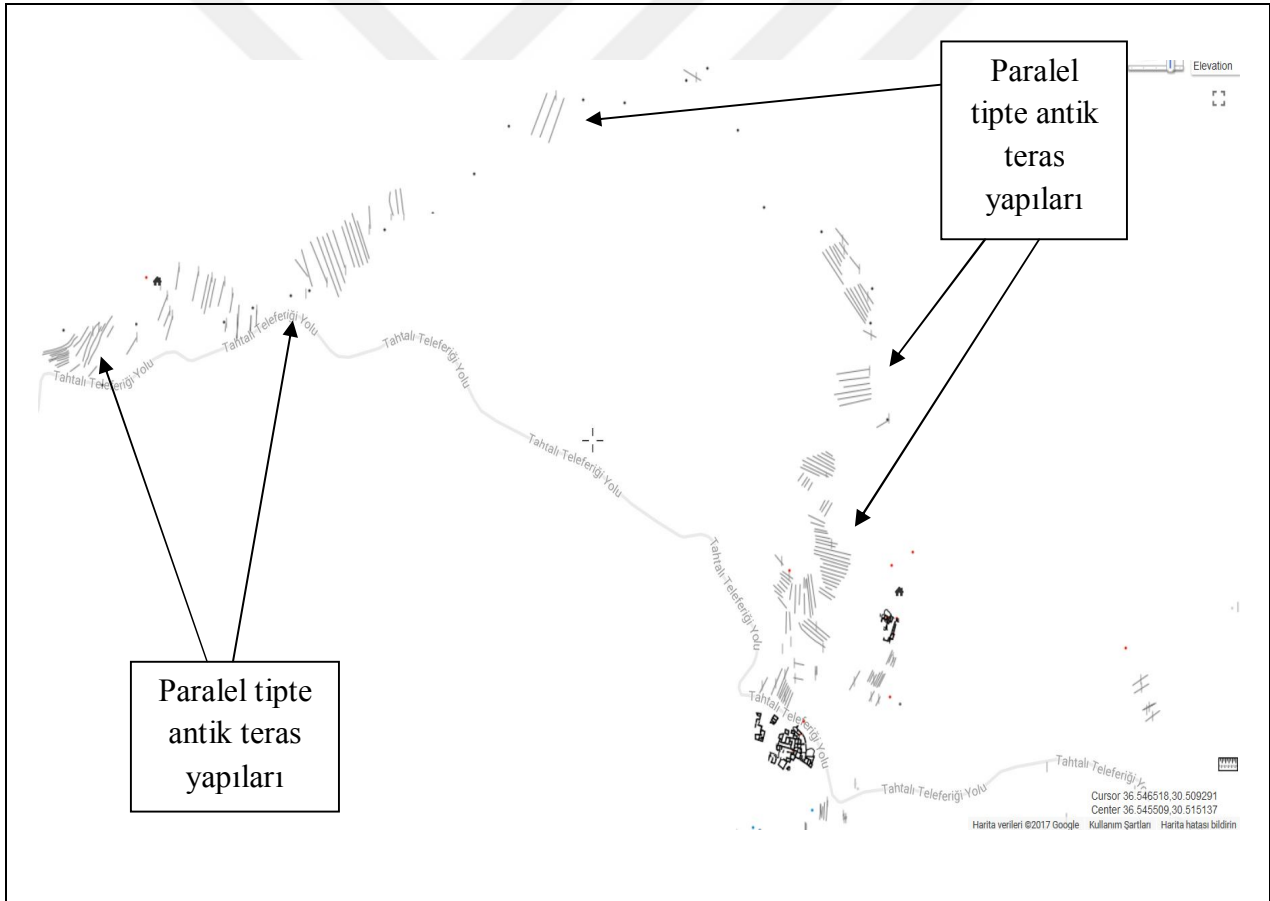 Elevation
Paralel
tipte antik
teras
yapıları
Tahtalı Teleferiği Yolu
Tahtalı Teleferiği Yolu
Tahtalı Teleferiği Yolu
Tahtalı Teleferiği Yolu
Tahtalı Teleferiği Yolu
Tahtalı Teleferiği Yolu
Paralel tipte
antik teras
yapıları
Tahtalı Teleferiği Yolu
Tahtalı Teleferiği Yo
Cursor 36.546518,30.509291
Center 36.545509,30.515137
Harita verileri ©2017 Google Kullanım Şartları Harita hatası bildirin